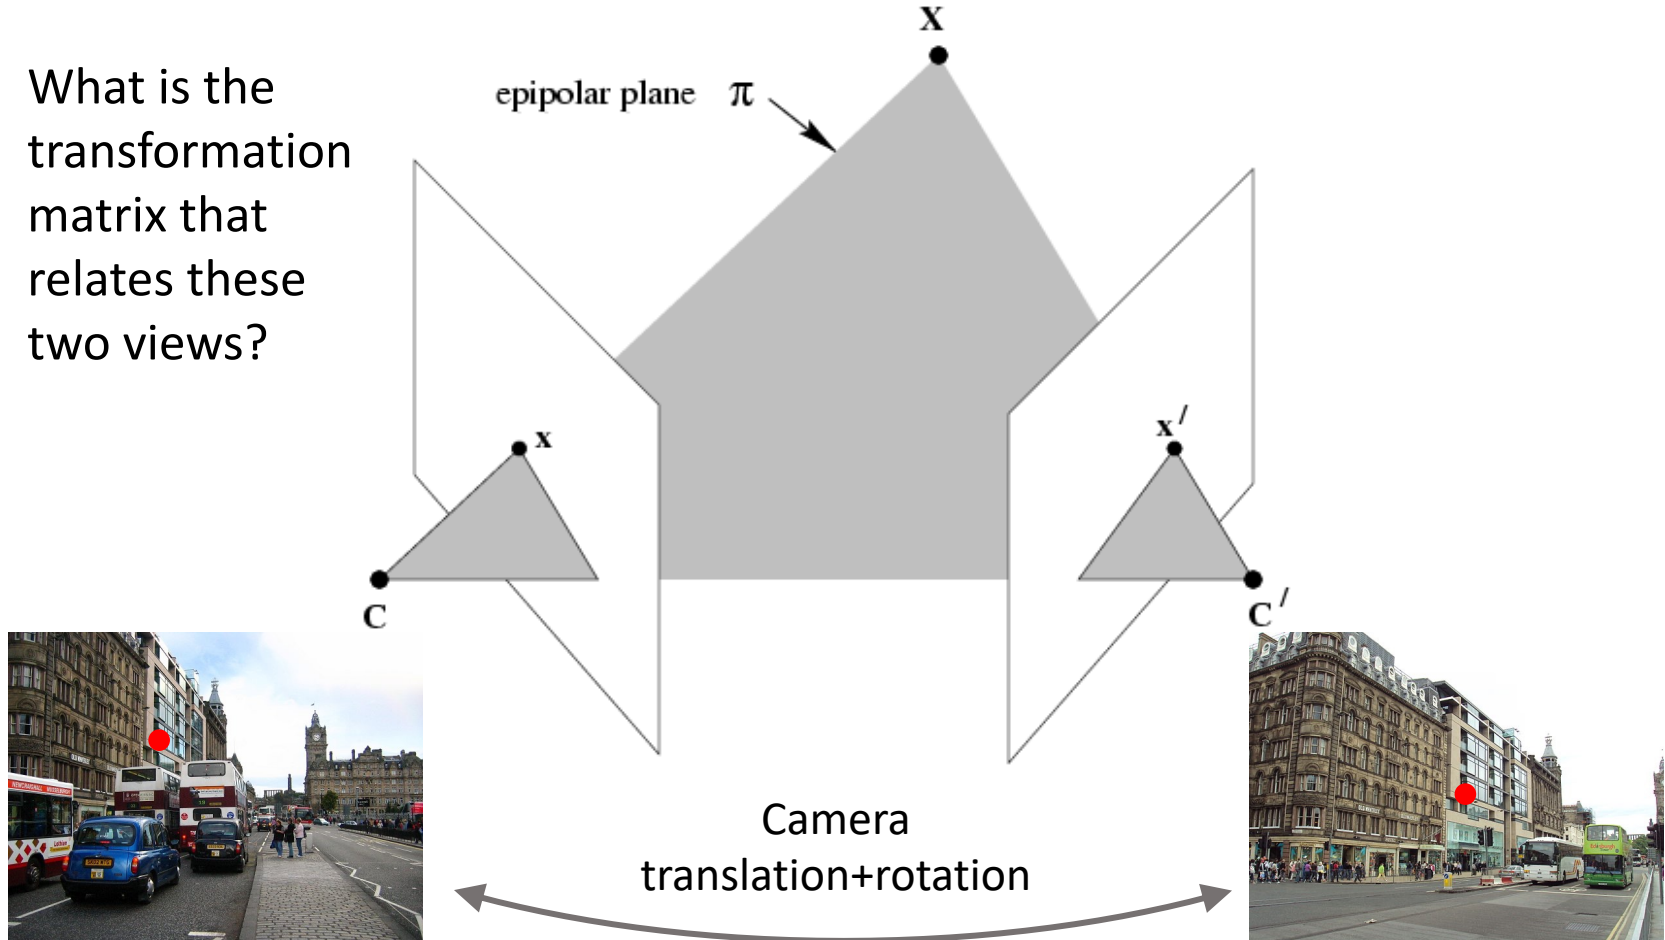 What is the
transformation
matrix that
relates these
two views?
X
epipolar plane π
x
x /
C
C /
Camera
translation+rotation